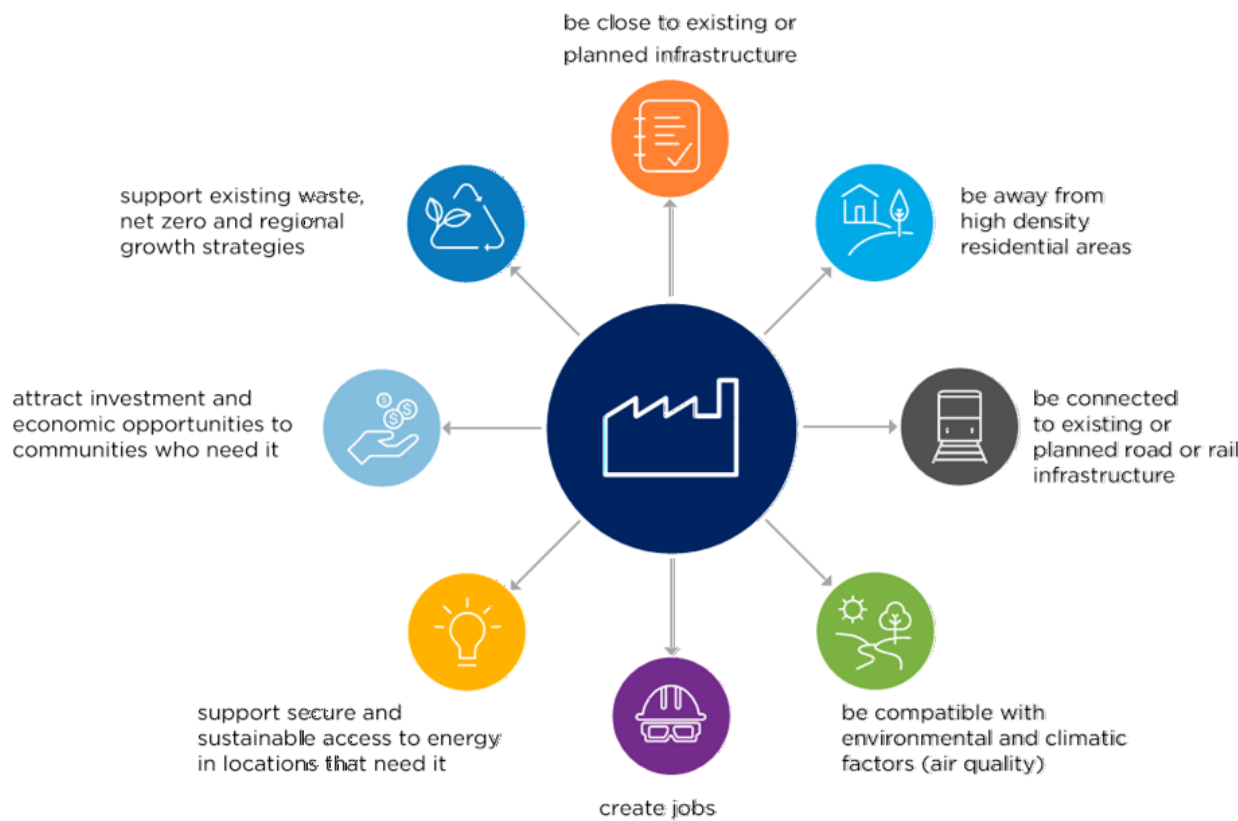 be close to existing or
planned infrastructure
support existing waste,
net zero and regional
growth strategies
be away from
high density
residential areas
attract investment and
economic opportunities to
communities who need it
be connected
to existing or
planned road or rail
infrastructure
support secure and
sustainable access to energy
in locations that need it
be compatible with
environmental and climatic
factors (air quality)
create jobs